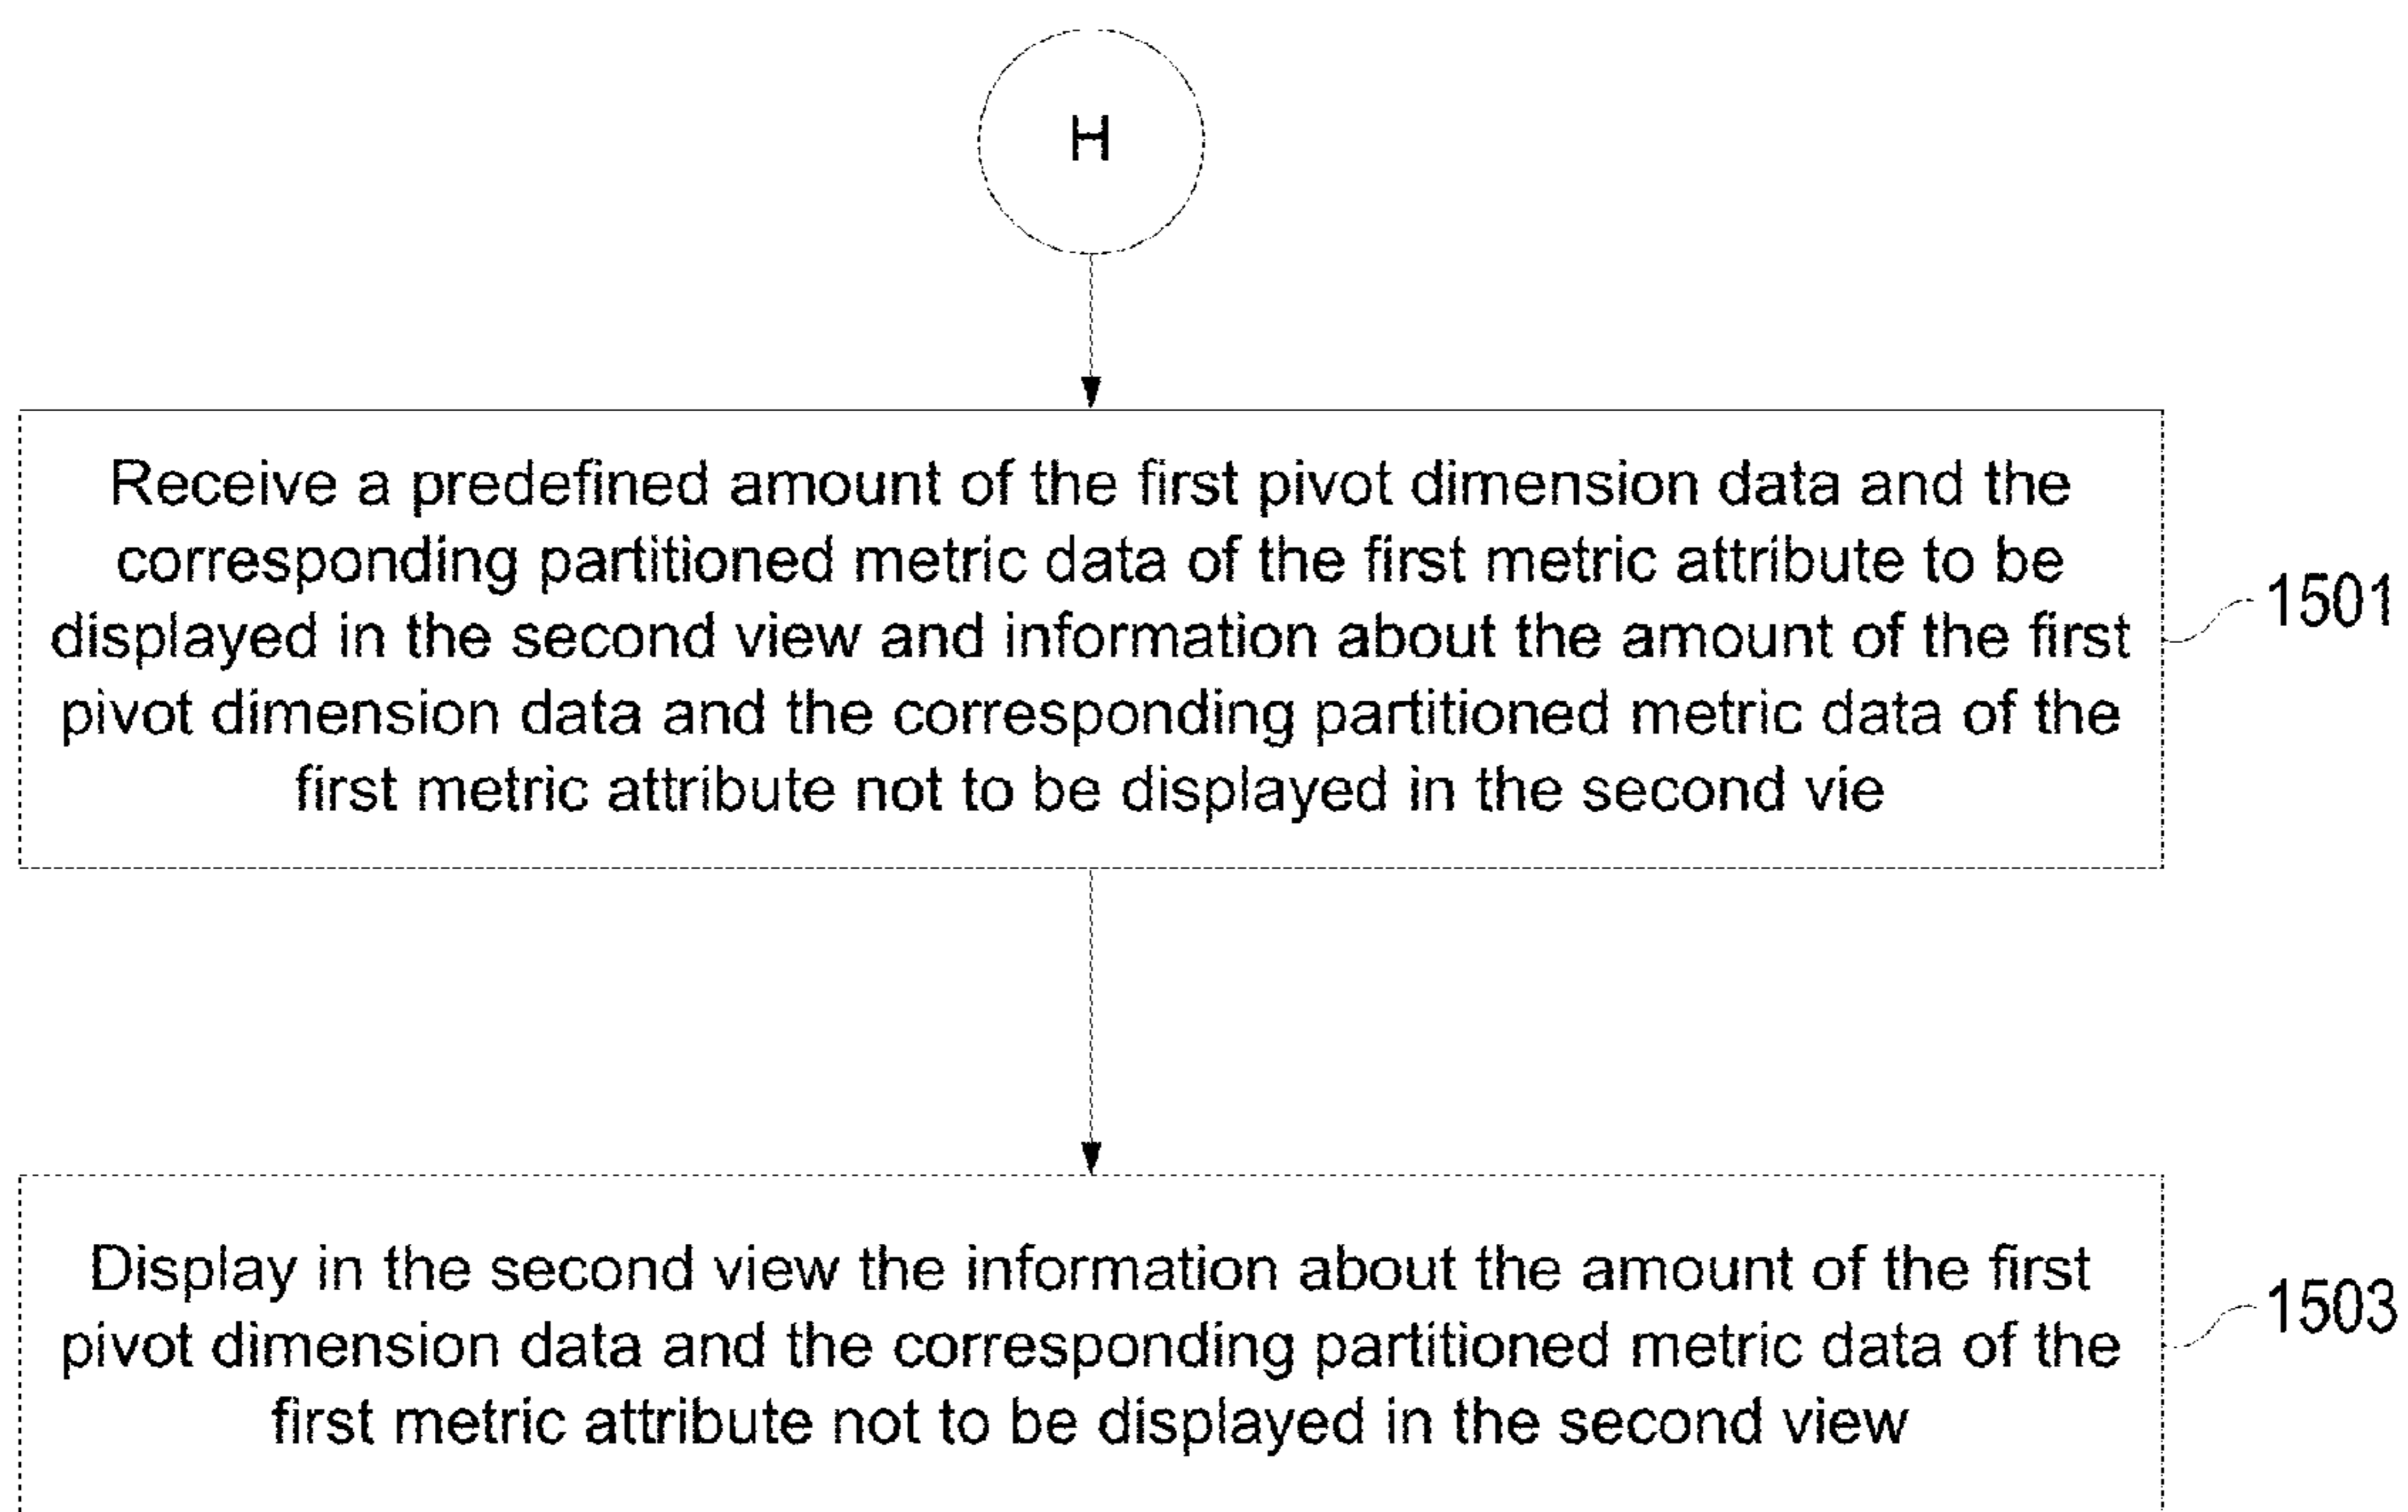 H
Receive a predefined amount of the first pivot dimension data and the
corresponding partitioned metric data of the first metric attribute to be
displayed in the second view and information about the amount of the first
pivot dimension data and the corresponding partitioned metric data of the
first metric attribute not to be displayed in the second vie
1501
Display in the second view the information about the amount of the first
pivot dimension data and the corresponding partitioned metric data of the
first metric attribute not to be displayed in the second view
1503